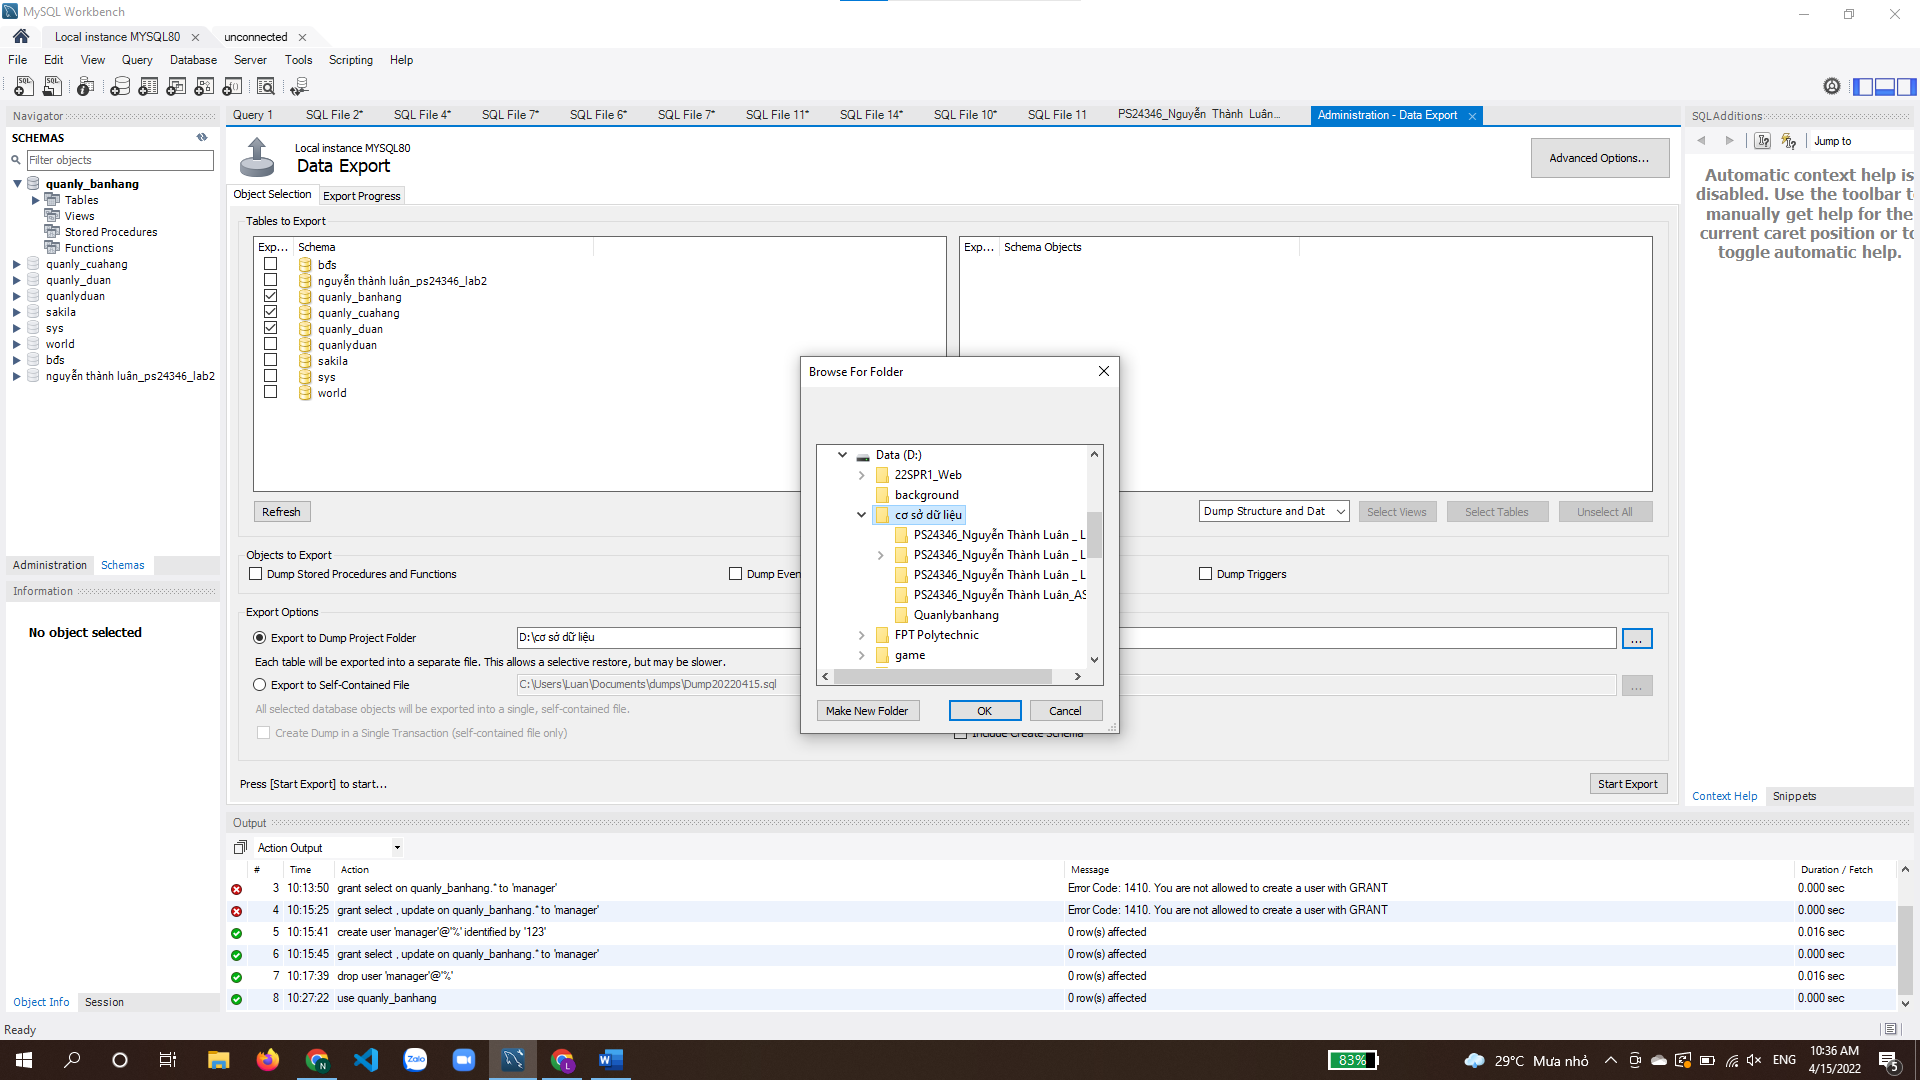 MySQL Workbench
Local instance MYSQL80
unconnected
File Edit View Query Database Server Tools Scripting Help
Navigator
SCHEMAS
Filter objects
quanly_banhang
Tables
Views
Stored Procedures
Functions
quanly_cuahang
quanly_duan
quanlyduan
sakila
sys
world
bđs
nguyễn thành luân_ps24346_lab2
Administration Schemas
Information
No object selected
Object Info Session
Query 1 SQL File 2* SQL File 4* SQL File 7* SQL File 6* SQL File 7* SQL File 11* SQL File 14* SQL File 10* SQL File 11 PS24346_Nguyễn Thành Luân... Administration - Data Export
Local instance MYSQL80
Data Export
Advanced Options...
Object Selection Export Progress
Tables to Export
Exp... Schema
bđs
nguyễn thành luân_ps24346_lab2
quanly_banhang
quanly_cuahang
quanly_duan
quanlyduan
sakila
sys
world
Exp... Schema Objects
Refresh
Dump Structure and Dat
Select Views Select Tables Unselect All
Objects to Export
Dump Stored Procedures and Functions
Dump Even
Dump Triggers
Export Options
Export to Dump Project Folder
D:\cơ sở dữ liệu
...
Each table will be exported into a separate file. This allows a selective restore, but may be slower.
Export to Self-Contained File
C:\Users\Luan\Documents\dumps\Dump20220415.sql
...
All selected database objects will be exported into a single, self-contained file.
Create Dump in a Single Transaction (self-contained file only)
Include Create Schema
Press [Start Export] to start...
Start Export
Browse For Folder
Data (D:)
22SPR1_Web
background
cơ sở dữ liệu
PS24346_Nguyễn Thành Luân _ L
PS24346_Nguyễn Thành Luân _ L
PS24346_Nguyễn Thành Luân _ L
PS24346_Nguyễn Thành Luân_AS
Quanlybanhang
FPT Polytechnic
game
Make New Folder OK Cancel
SQLAdditions
Jump to
Automatic context help is
disabled. Use the toolbar t
manually get help for the
current caret position or to
toggle automatic help.
Context Help Snippets
Output
Action Output
# Time Action Message Duration / Fetch
3 10:13:50 grant select on quanly_banhang.* to 'manager' Error Code: 1410. You are not allowed to create a user with GRANT 0.000 sec
4 10:15:25 grant select , update on quanly_banhang.* to 'manager' Error Code: 1410. You are not allowed to create a user with GRANT 0.000 sec
5 10:15:41 create user 'manager'@'%' identified by '123' 0 row(s) affected 0.016 sec
6 10:15:45 grant select , update on quanly_banhang.* to 'manager' 0 row(s) affected 0.000 sec
7 10:17:39 drop user 'manager'@'%' 0 row(s) affected 0.016 sec
8 10:27:22 use quanly_banhang 0 row(s) affected 0.000 sec
Ready
83%
29°C Mưa nhỏ
ENG
10:36 AM
4/15/2022
5